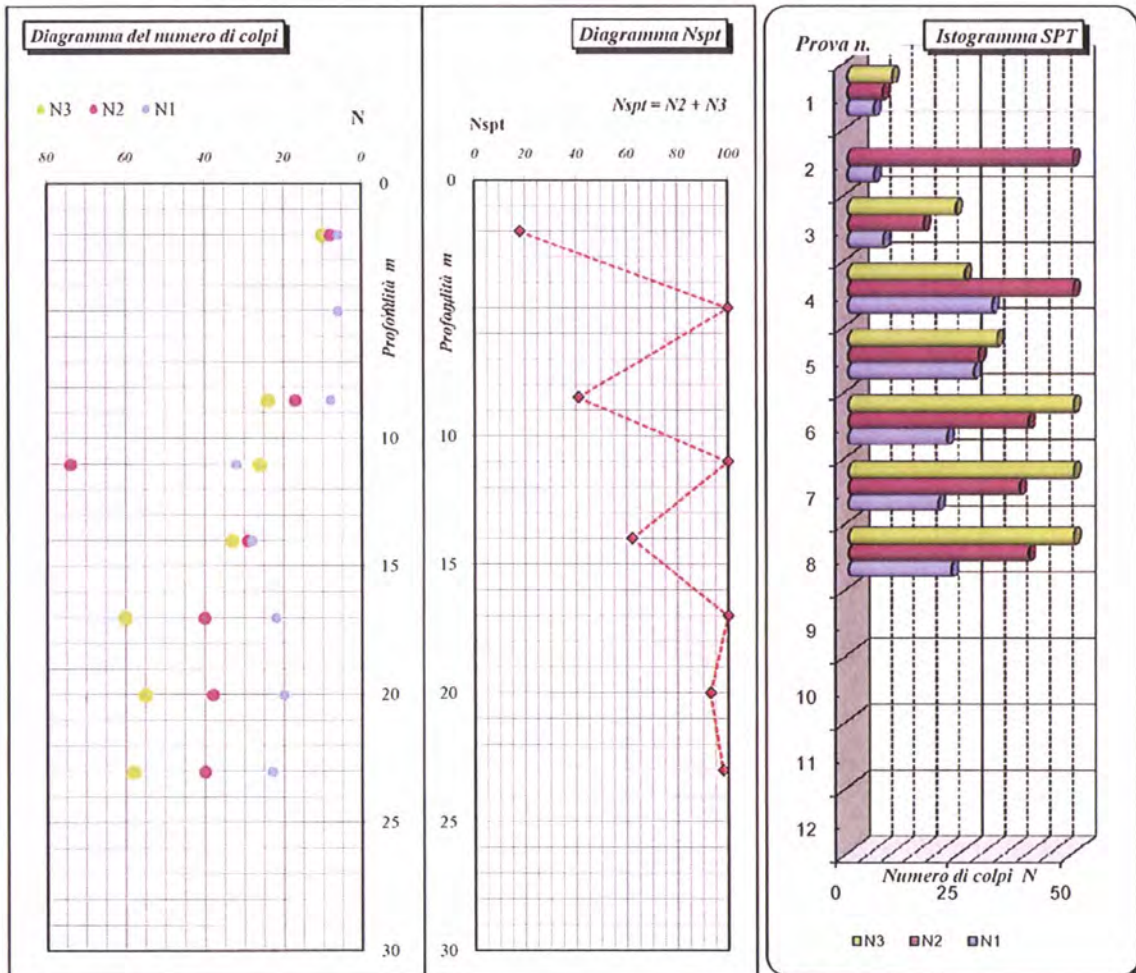 Diagramma del numero di colpi
N3 N2 N1
N
80 60 40 20 0
0
10
15
20
25
30
Profondità m
Diagramma Nspt
Nspt = N2 + N3
Nspt
0 20 40 60 80 100
0
5
10
15
20
25
30
Profondità m
Istogramma SPT
Prova n.
1
2
3
4
5
6
7
8
9
10
11
12
Numero di colpi N
0 25 50
N3 N2 N1